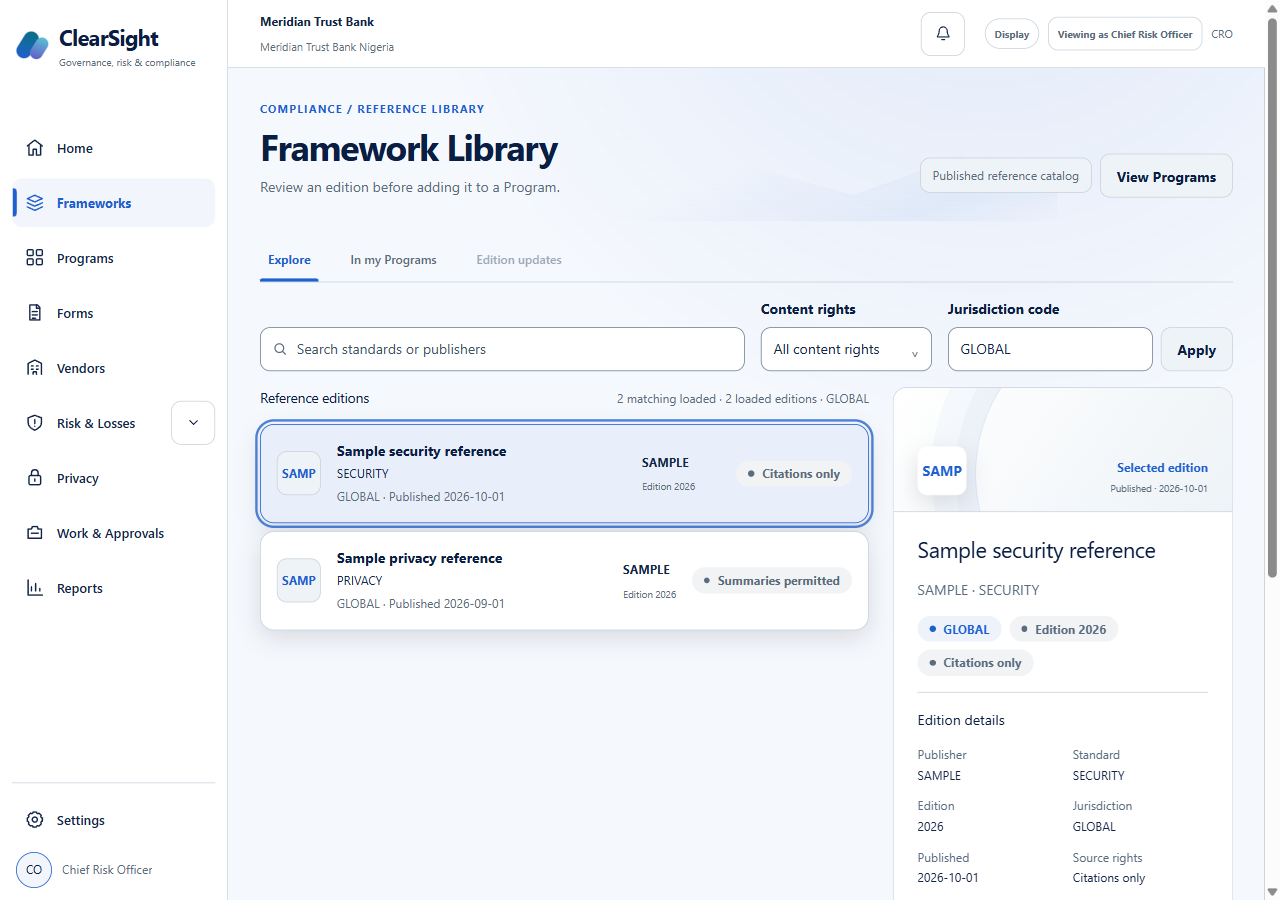 ClearSight
Governance, risk & compliance
Home
Frameworks
Programs
Forms
Vendors
Risk & Losses
Privacy
Work & Approvals
Reports
Settings
CO
Chief Risk Officer
Meridian Trust Bank
Meridian Trust Bank Nigeria
Display
Viewing as Chief Risk Officer
CRO
COMPLIANCE / REFERENCE LIBRARY
Framework Library
Review an edition before adding it to a Program.
Published reference catalog
View Programs
Explore
In my Programs
Edition updates
Content rights
Jurisdiction code
Search standards or publishers
All content rights
GLOBAL
Apply
Reference editions
2 matching loaded · 2 loaded editions · GLOBAL
SAMP
Sample security reference
SECURITY
GLOBAL · Published 2026-10-01
SAMPLE
Edition 2026
Citations only
SAMP
Sample privacy reference
PRIVACY
GLOBAL · Published 2026-09-01
SAMPLE
Edition 2026
Summaries permitted
SAMP
Selected edition
Published · 2026-10-01
Sample security reference
SAMPLE · SECURITY
GLOBAL
Edition 2026
Citations only
Edition details
Publisher
SAMPLE
Standard
SECURITY
Edition
2026
Jurisdiction
GLOBAL
Published
2026-10-01
Source rights
Citations only